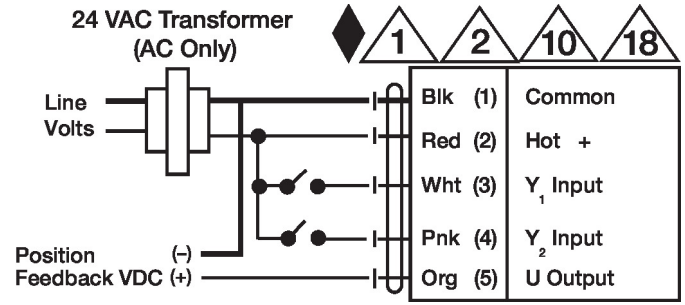 24 VAC Transformer
(AC Only)
1 2 10 18
Line
Volts
Blk (1) Common
Red (2) Hot +
Wht (3) Y1 Input
Pnk (4) Y2 Input
Org (5) U Output
Position (–)
Feedback VDC (+)